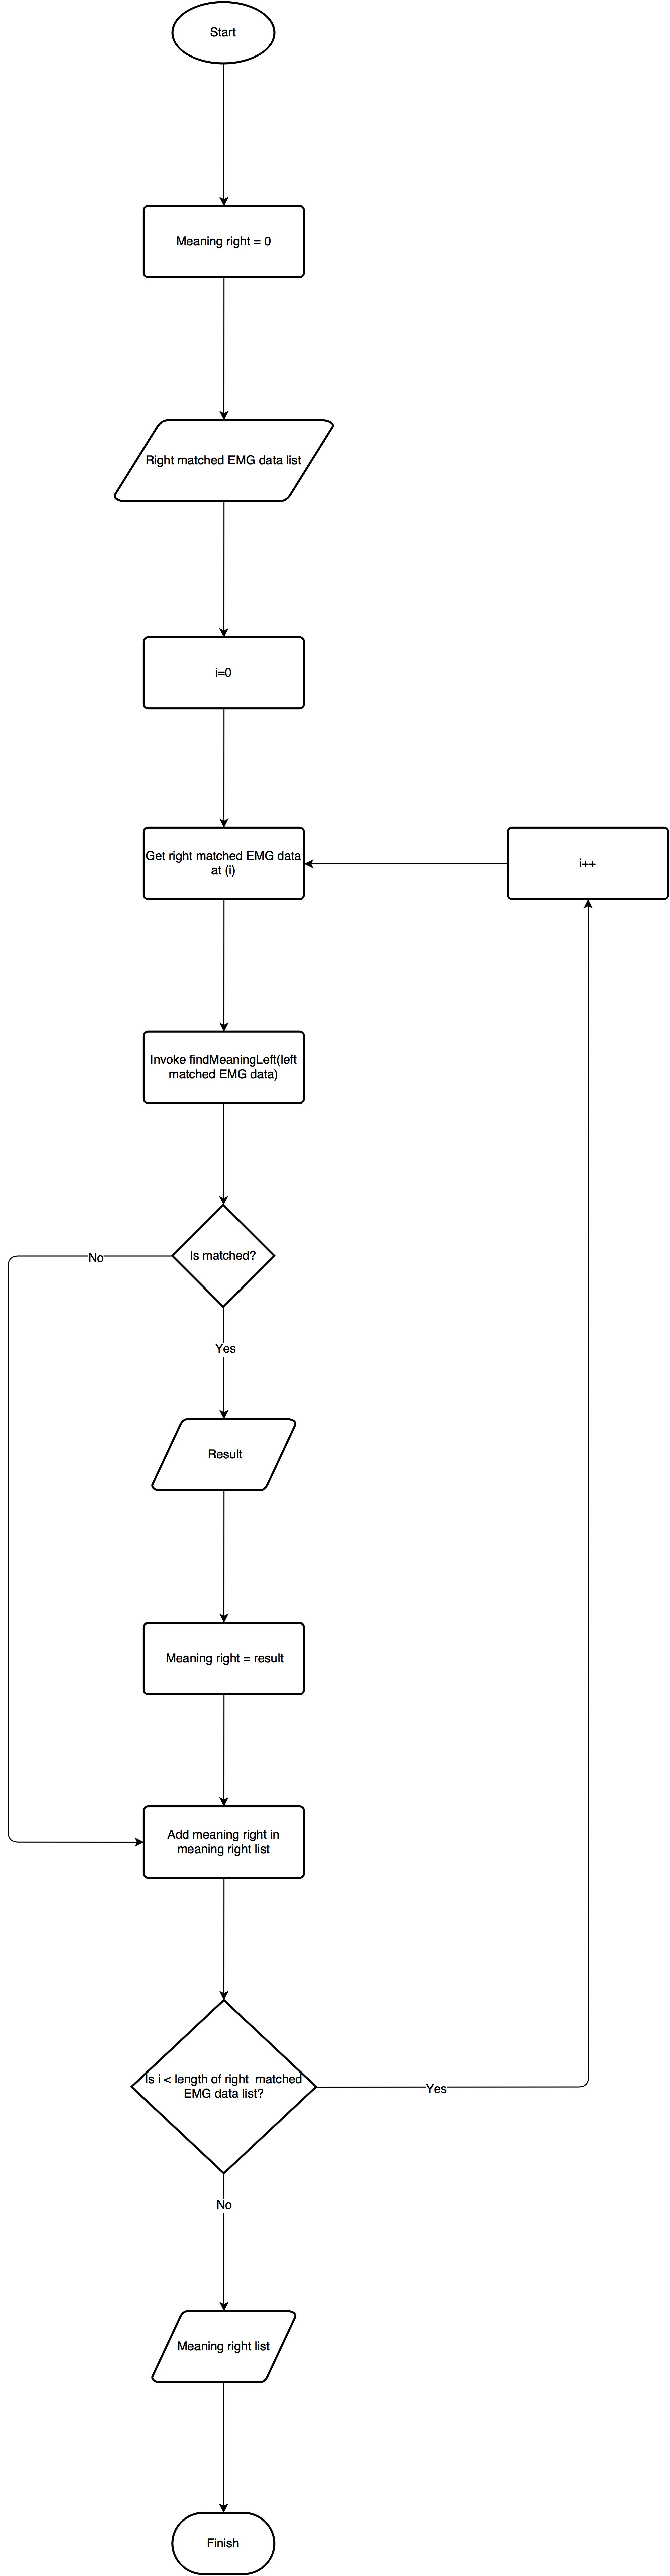 Start
Meaning right = 0
Right matched EMG data list
i=0
Get right matched EMG data
at (i)
i++
Invoke findMeaningLeft(left
matched EMG data)
Is matched?
No
Yes
Result
Meaning right = result
Add meaning right in
meaning right list
Is i < length of right matched
EMG data list?
Yes
No
Meaning right list
Finish